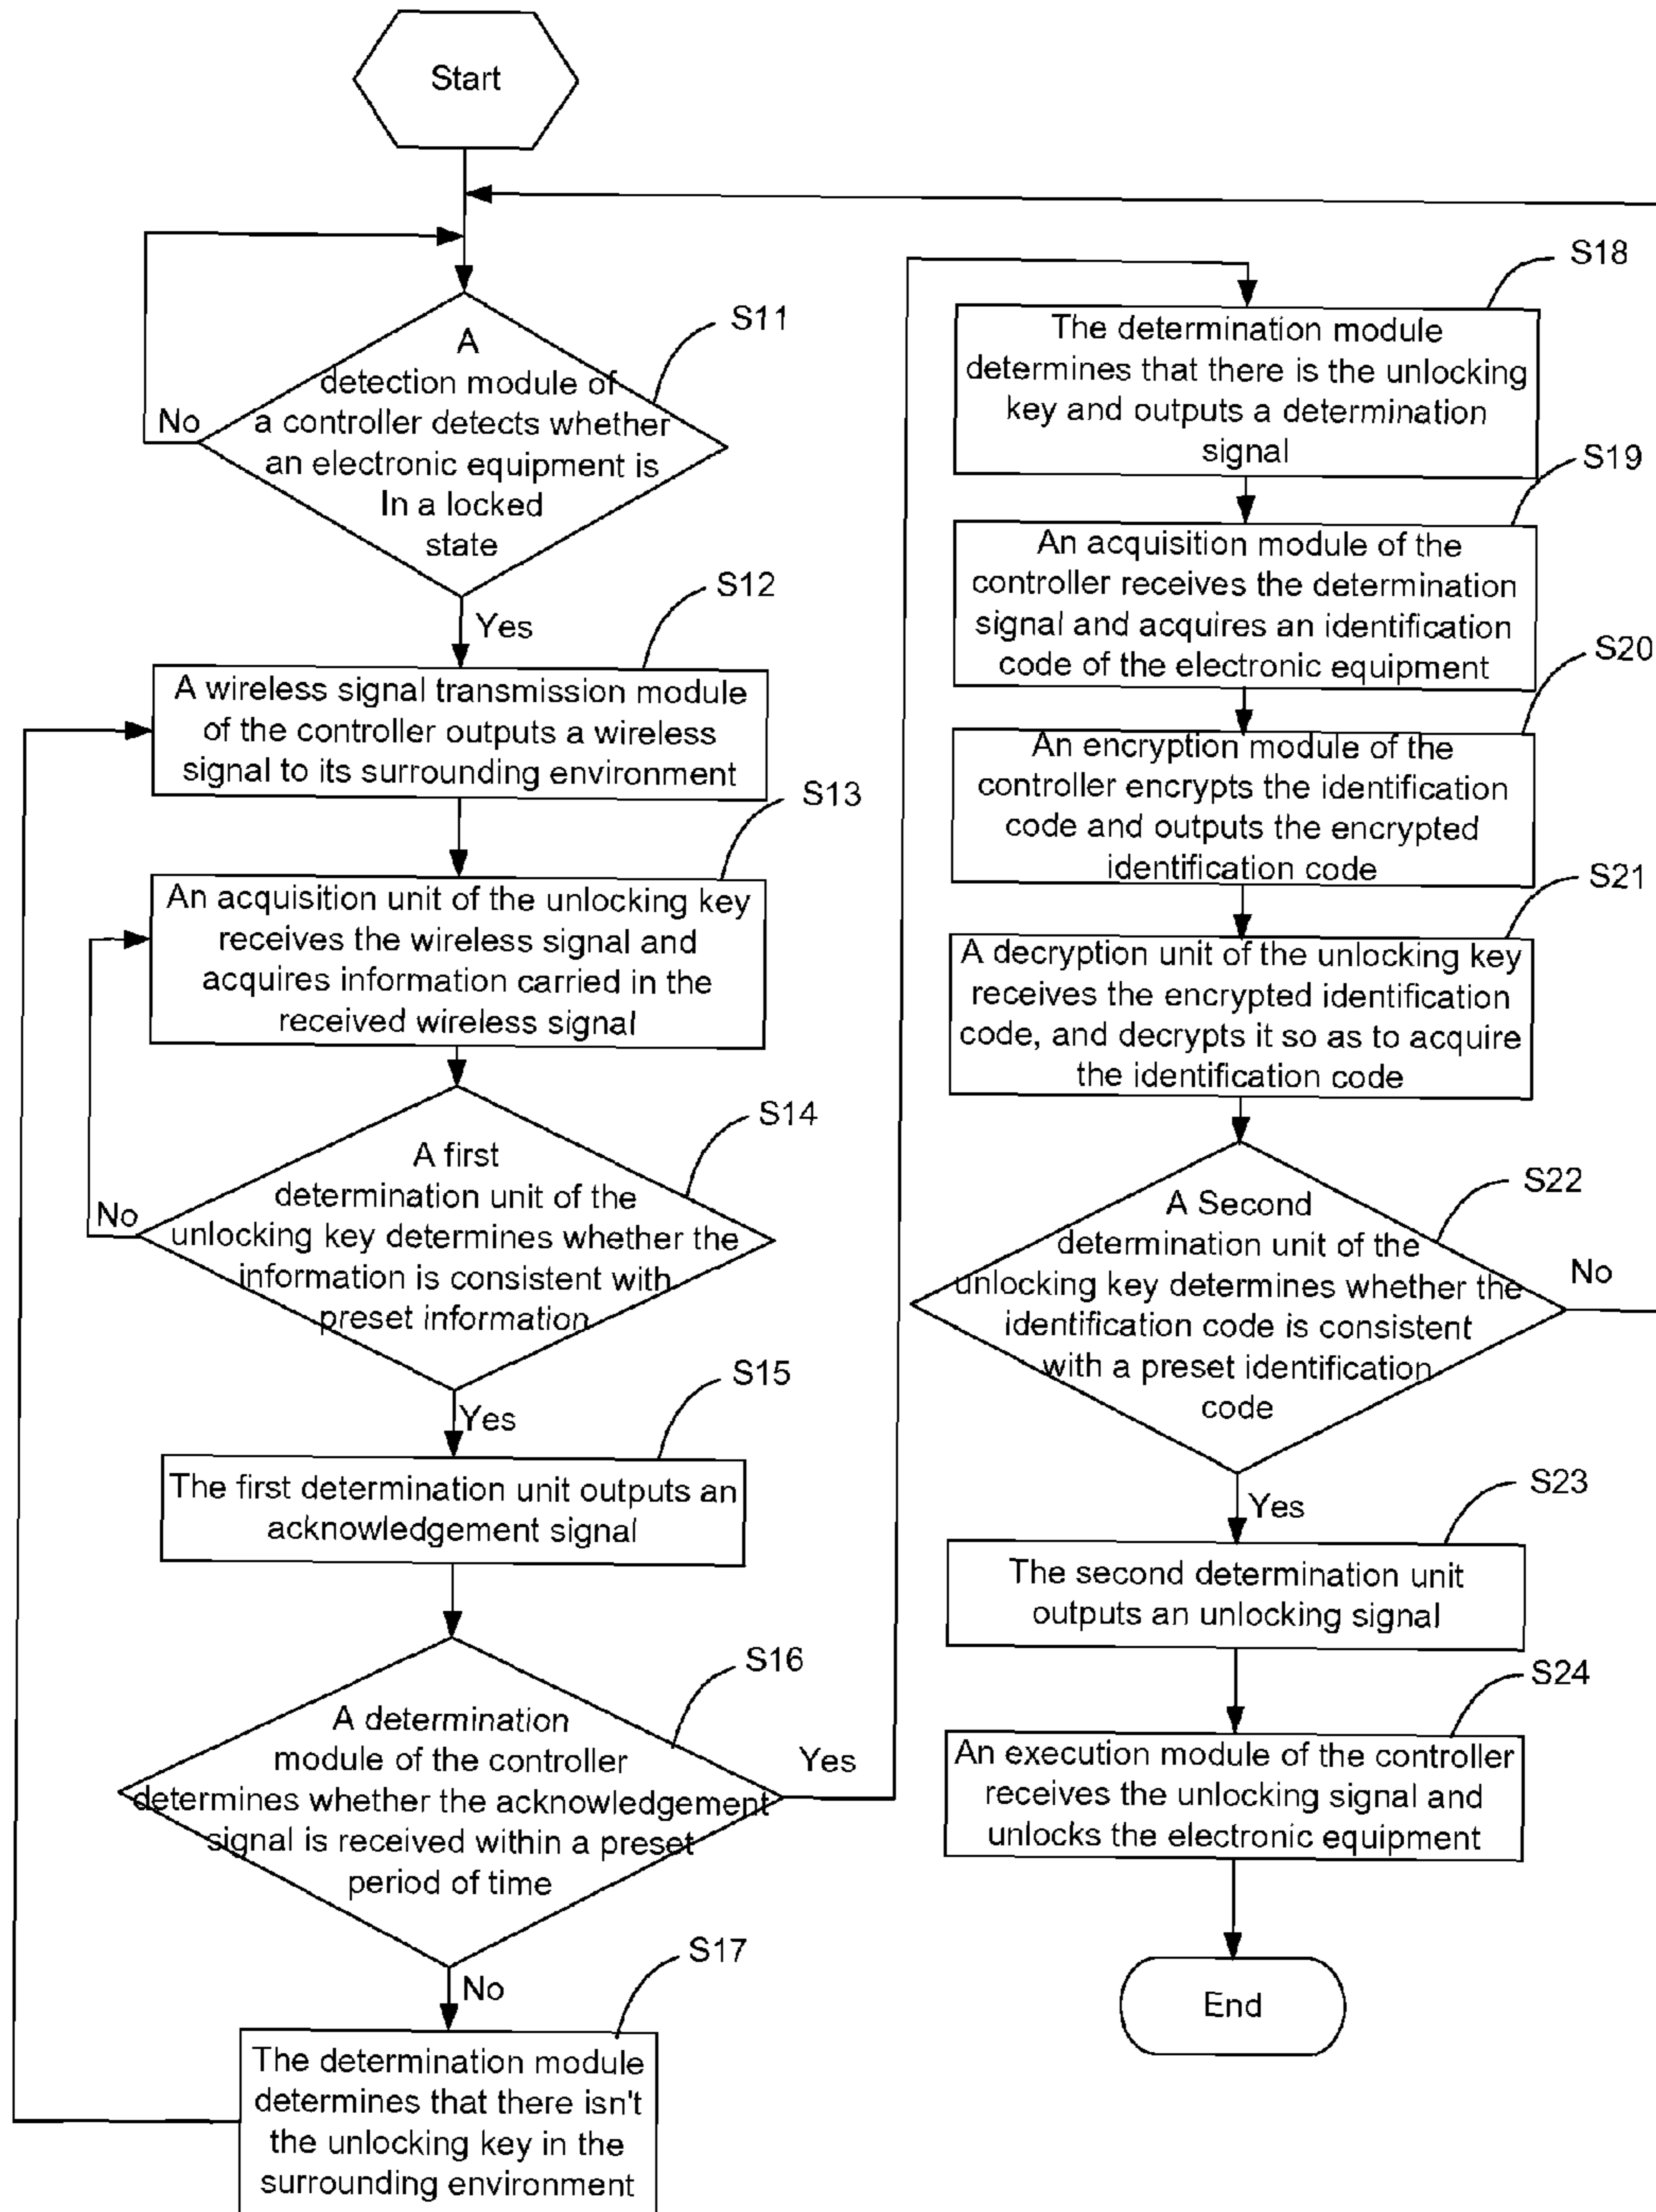 Start
S11
A
detection module of
a controller detects whether
an electronic equipment is
In a locked
state
No
Yes
S12
A wireless signal transmission module
of the controller outputs a wireless
signal to its surrounding environment
S13
An acquisition unit of the unlocking key
receives the wireless signal and
acquires information carried in the
received wireless signal
S14
A first
determination unit of the
unlocking key determines whether the
information is consistent with
preset information
No
Yes
S15
The first determination unit outputs an
acknowledgement signal
S16
A determination
module of the controller
determines whether the acknowledgement
signal is received within a preset
period of time
Yes
No
S17
The determination module
determines that there isn't
the unlocking key in the
surrounding environment
S18
The determination module
determines that there is the unlocking
key and outputs a determination
signal
S19
An acquisition module of the
controller receives the determination
signal and acquires an identification
code of the electronic equipment
S20
An encryption module of the
controller encrypts the identification
code and outputs the encrypted
identification code
S21
A decryption unit of the unlocking key
receives the encrypted identification
code, and decrypts it so as to acquire
the identification code
S22
A Second
determination unit of the
unlocking key determines whether the
identification code is consistent
with a preset identification
code
No
Yes
S23
The second determination unit
outputs an unlocking signal
S24
An execution module of the controller
receives the unlocking signal and
unlocks the electronic equipment
End